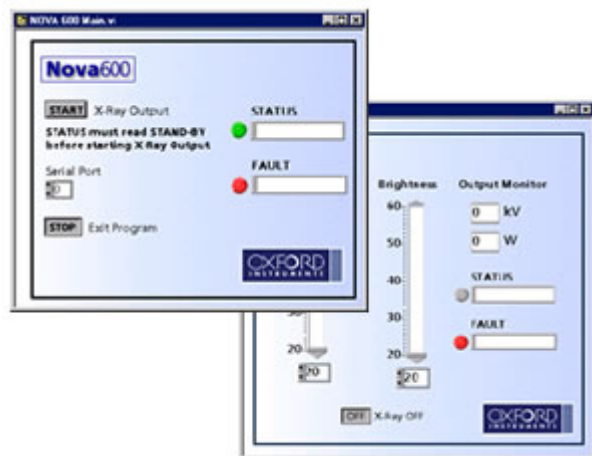 NOVA 600 Main.vi
Nova600
START X-Ray Output
STATUS must read STAND-BY
before starting X-Ray Output
Serial Port
0
STOP Exit Program
STATUS
FAULT
OXFORD
INSTRUMENTS
Brightness
60
50
40
30
20
20
20
20
Output Monitor
0 kV
0 W
STATUS
FAULT
OFF X-Ray OFF
OXFORD
INSTRUMENTS